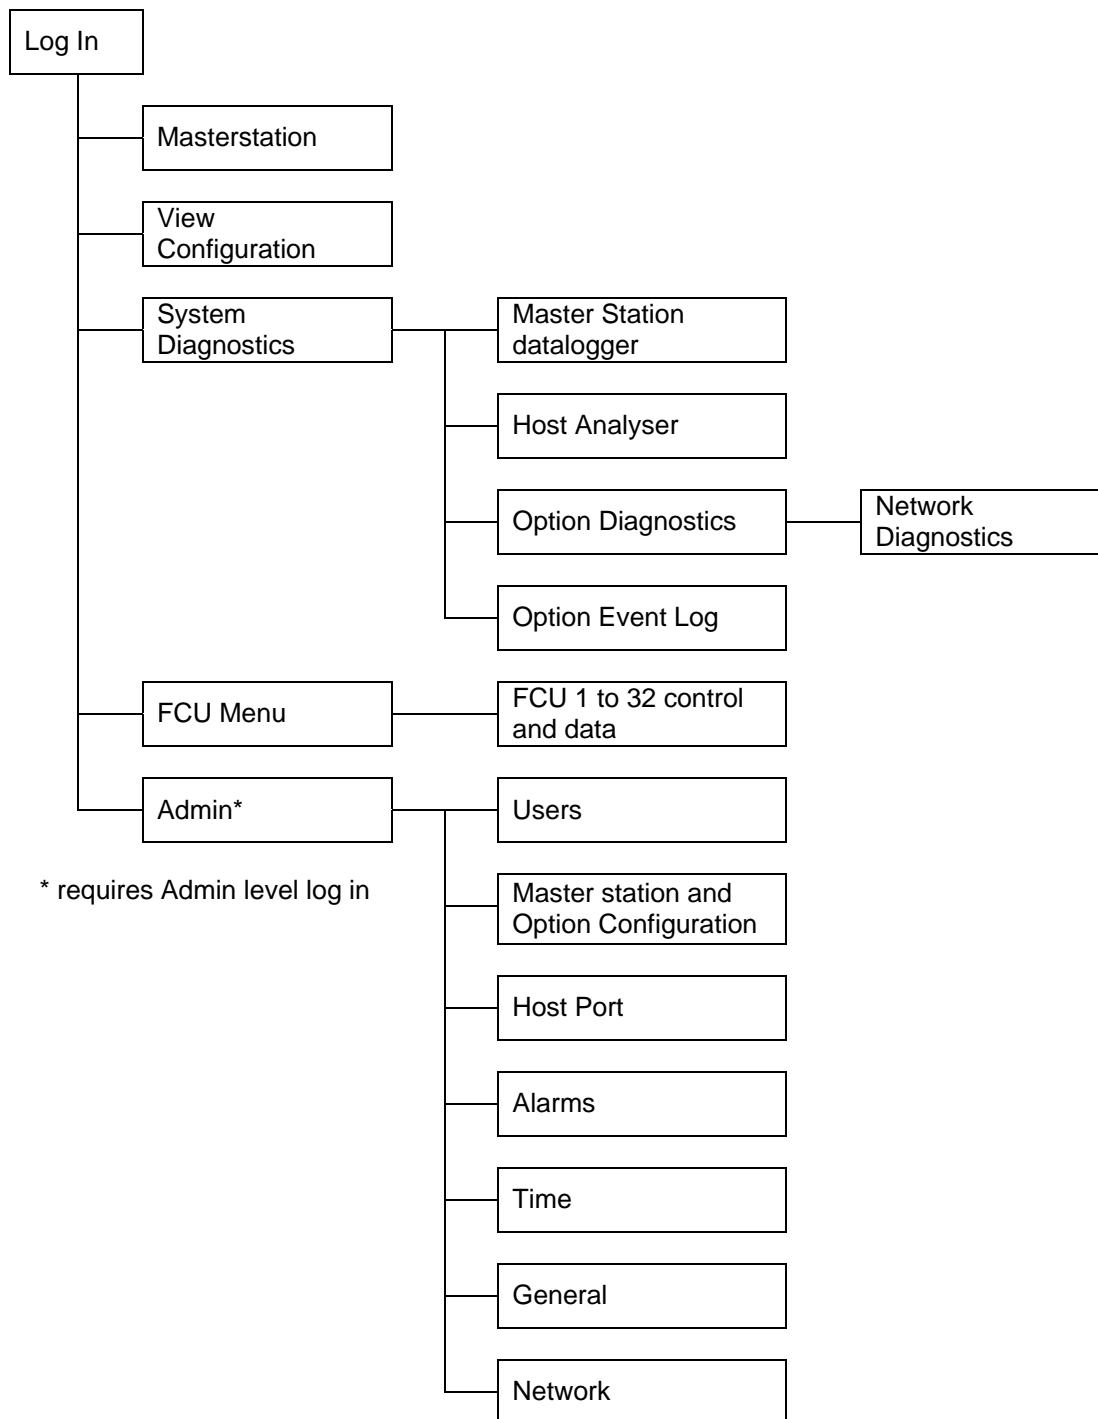 Log In
Masterstation
View
Configuration
System
Diagnostics
Master Station
datalogger
Host Analyser
Option Diagnostics
Network
Diagnostics
Option Event Log
FCU Menu
FCU 1 to 32 control
and data
Admin*
Users
* requires Admin level log in
Master station and
Option Configuration
Host Port
Alarms
Time
General
Network